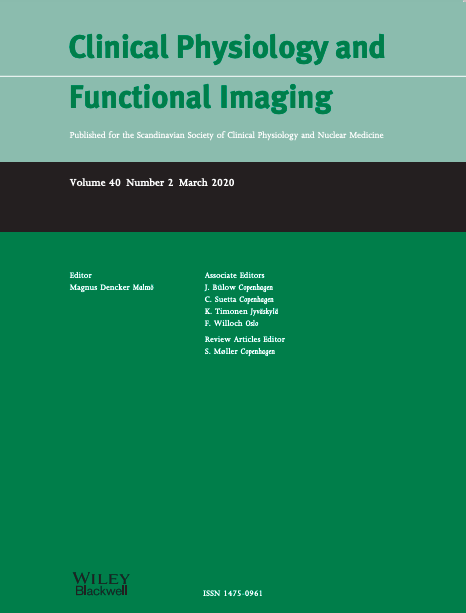 Clinical Physiology and
Functional Imaging
Published for the Scandinavian Society of Clinical Physiology and Nuclear Medicine
Volume 40 Number 2 March 2020
Editor
Magnus Dencker Malmö
Associate Editors
J. Bülow Copenhagen
C. Suetta Copenhagen
K. Timonen Jyväskylä
F. Willoch Oslo
Review Articles Editor
S. Møller Copenhagen
WILEY
Blackwell
ISSN 1475-0961